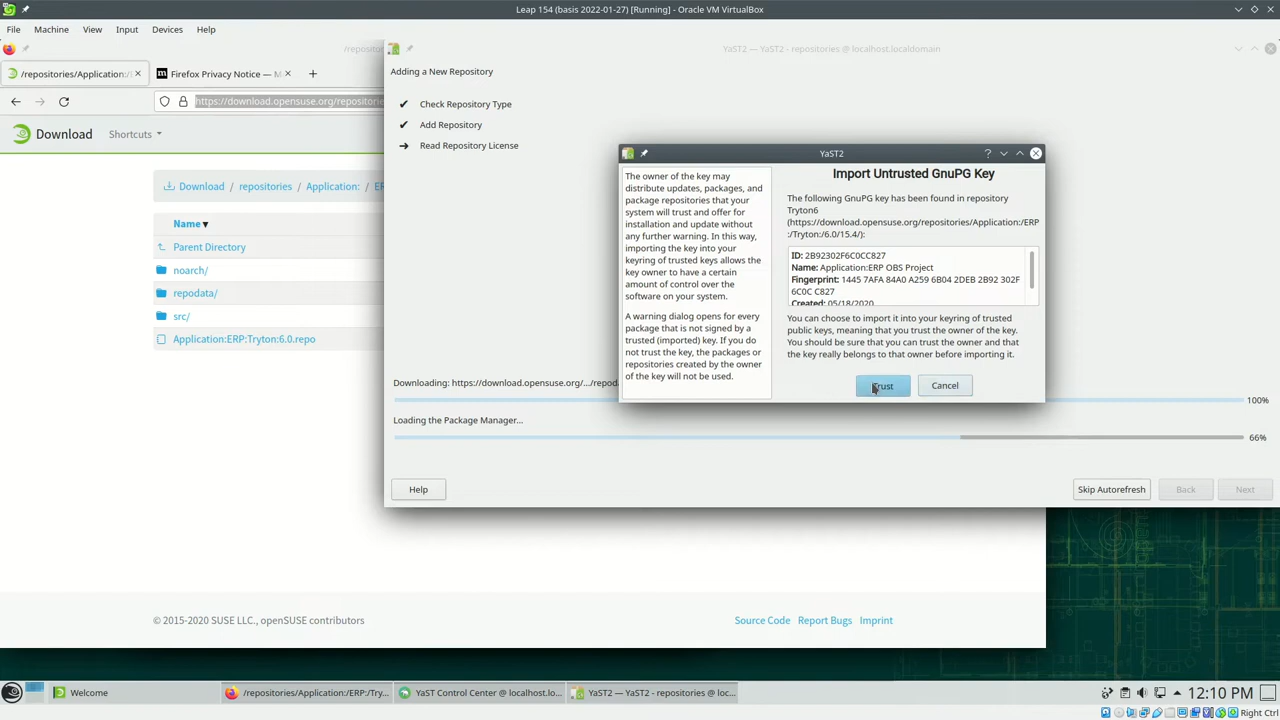 Leap 154 (basis 2022-01-27) [Running] - Oracle VM VirtualBox
File Machine View Input Devices Help
YaST2 — YaST2 - repositories @ localhost.localdomain
/repositories/Application:/ Firefox Privacy Notice — M
Adding a New Repository
https://download.opensuse.org/repositorie
Check Repository Type
Add Repository
Read Repository License
Download Shortcuts
Download / repositories / Application: /
Name
Parent Directory
noarch/
repodata/
src/
Application:ERP:Tryton:6.0.repo
YaST2
The owner of the key may
distribute updates, packages, and
package repositories that your
system will trust and offer for
installation and update without
any further warning. In this way,
importing the key into your
keyring of trusted keys allows the
key owner to have a certain
amount of control over the
software on your system.
A warning dialog opens for every
package that is not signed by a
trusted (imported) key. If you do
not trust the key, the packages or
repositories created by the owner
of the key will not be used.
Import Untrusted GnuPG Key
The following GnuPG key has been found in repository
Tryton6
(https://download.opensuse.org/repositories/Application:/ERP
:/Tryton:/6.0/15.4/):
ID: 2B92302F6C0CC827
Name: Application:ERP OBS Project
Fingerprint: 1445 7AFA 84A0 A259 6B04 2DEB 2B92 302F
6C0C C827
Created: 05/18/2020
You can choose to import it into your keyring of trusted
public keys, meaning that you trust the owner of the key.
You should be sure that you can trust the owner and that
the key really belongs to that owner before importing it.
Trust Cancel
Downloading: https://download.opensuse.org/.../repoda
100%
Loading the Package Manager...
66%
Help Skip Autorefresh Back Next
© 2015-2020 SUSE LLC., openSUSE contributors Source Code Report Bugs Imprint
Welcome /repositories/Application:/ERP:/Try... YaST Control Center @ localhost.lo... YaST2 — YaST2 - repositories @ loc... 12:10 PM
Right Ctrl